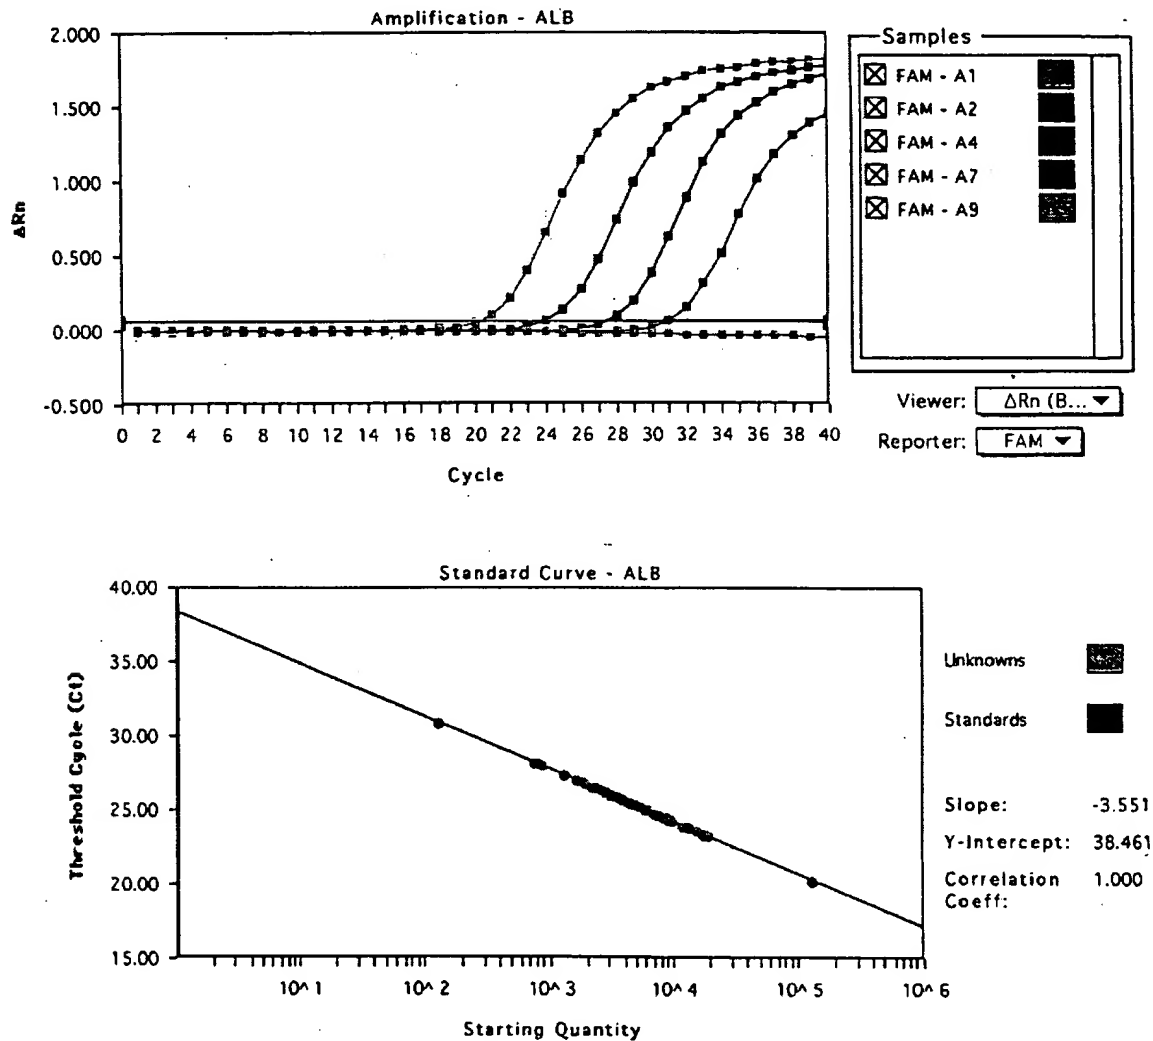 Amplification - ALB
2.000
1.500
1.000
0.500
0.000
-0.500
ΔRn
0 2 4 6 8 10 12 14 16 18 20 22 24 26 28 30 32 34 36 38 40
Cycle
Samples
FAM - A1
FAM - A2
FAM - A4
FAM - A7
FAM - A9
Viewer: ΔRn (B...
Reporter: FAM
Standard Curve - ALB
40.00
35.00
30.00
25.00
20.00
15.00
Threshold Cycle (Ct)
10^1 10^2 10^3 10^4 10^5 10^6
Starting Quantity
Unknowns
Standards
Slope: -3.551
Y-Intercept: 38.461
Correlation 1.000
Coeff: